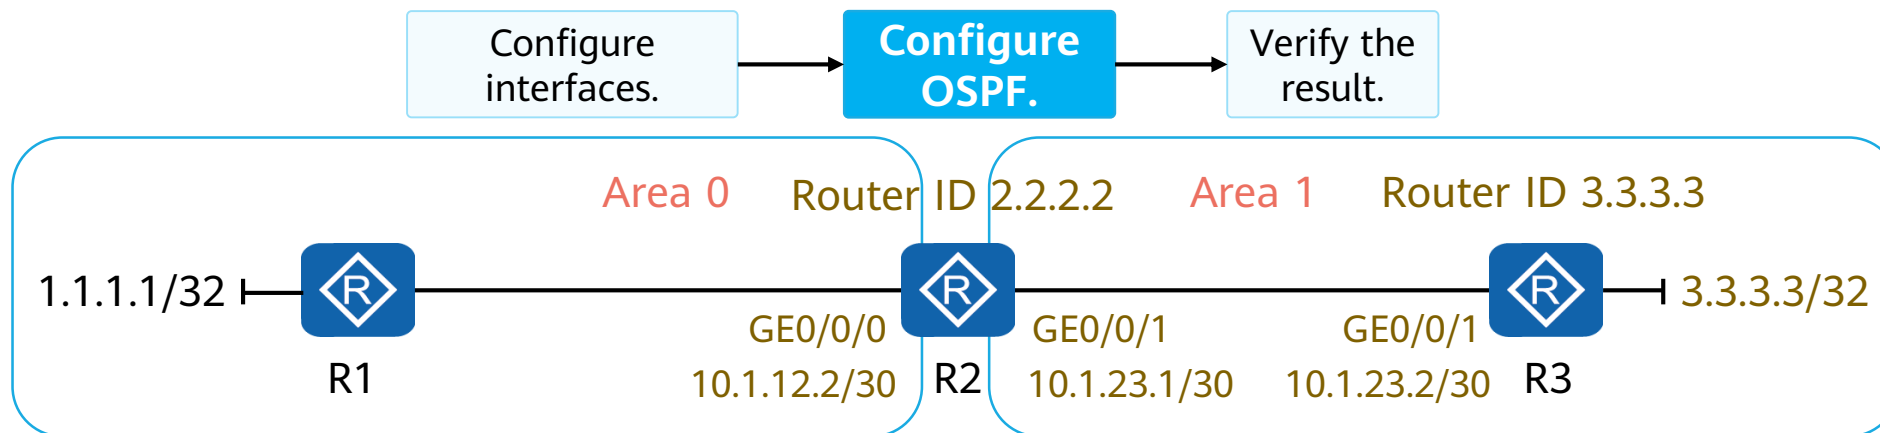 Configure
interfaces.
Configure
OSPF.
Verify the
result.
Area 0
Router ID 2.2.2.2
Area 1
Router ID 3.3.3.3
1.1.1.1/32
R
R
R
3.3.3.3/32
GE0/0/0
GE0/0/1
GE0/0/1
R1
10.1.12.2/30
R2
10.1.23.1/30
10.1.23.2/30
R3